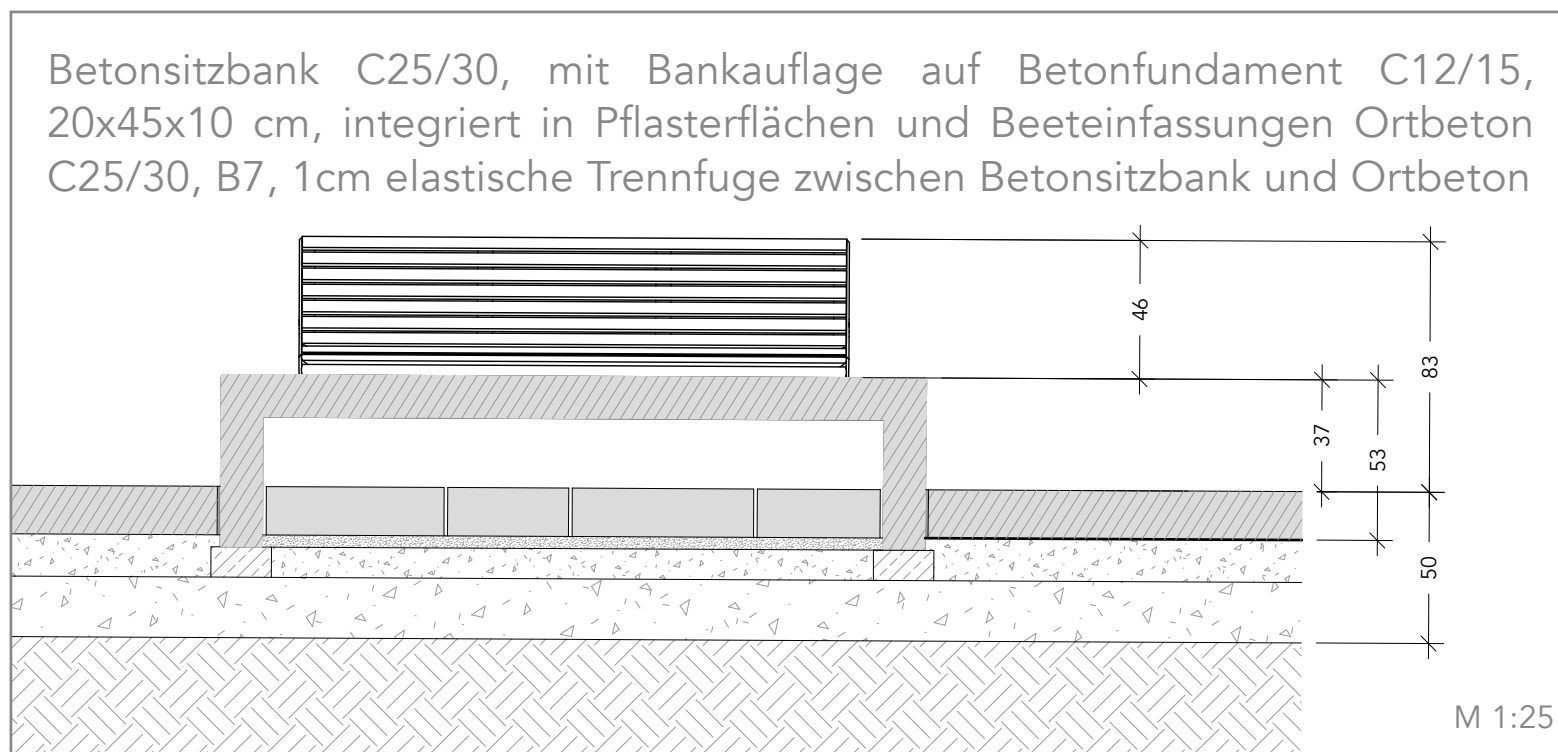 Betonsitzbank C25/30, mit Bankauflage auf Betonfundament C12/15,
20x45x10 cm, integriert in Pflasterflächen und Beeteinfassungen Ortbeton
C25/30, B7, 1cm elastische Trennfuge zwischen Betonsitzbank und Ortbeton
46
83
37
53
50
M 1:25